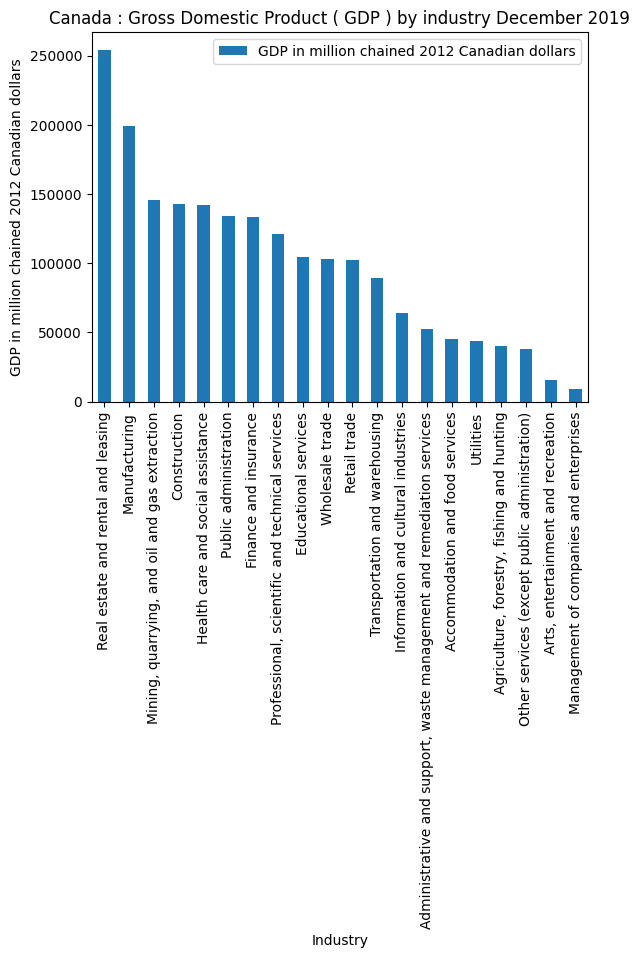 Canada : Gross Domestic Product ( GDP ) by industry December 2019
GDP in million chained 2012 Canadian dollars
GDP in million chained 2012 Canadian dollars
250000
200000
150000
100000
50000
0
Real estate and rental and leasing
Manufacturing
Mining, quarrying, and oil and gas extraction
Construction
Health care and social assistance
Public administration
Finance and insurance
Professional, scientific and technical services
Educational services
Wholesale trade
Retail trade
Transportation and warehousing
Information and cultural industries
Administrative and support, waste management and remediation services
Accommodation and food services
Utilities
Agriculture, forestry, fishing and hunting
Other services (except public administration)
Arts, entertainment and recreation
Management of companies and enterprises
Industry